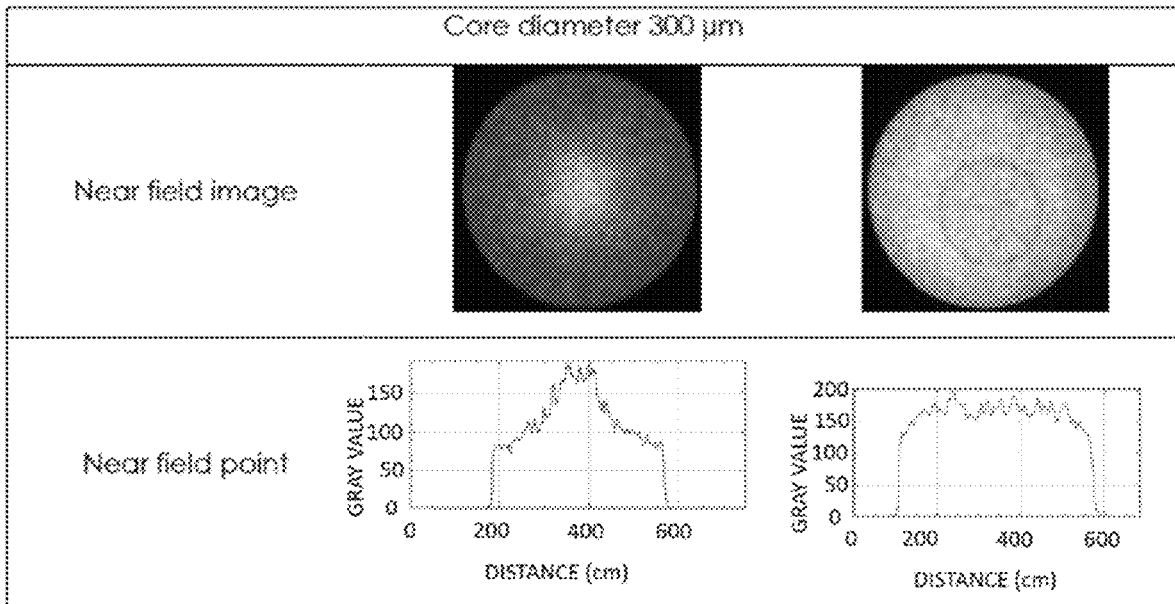 Core diameter 300 μm
Near field image
Near field point
GRAY VALUE
150
100
50
0
0 200 400 600
DISTANCE (cm)
GRAY VALUE
200
150
100
50
0
0 200 400 600
DISTANCE (cm)